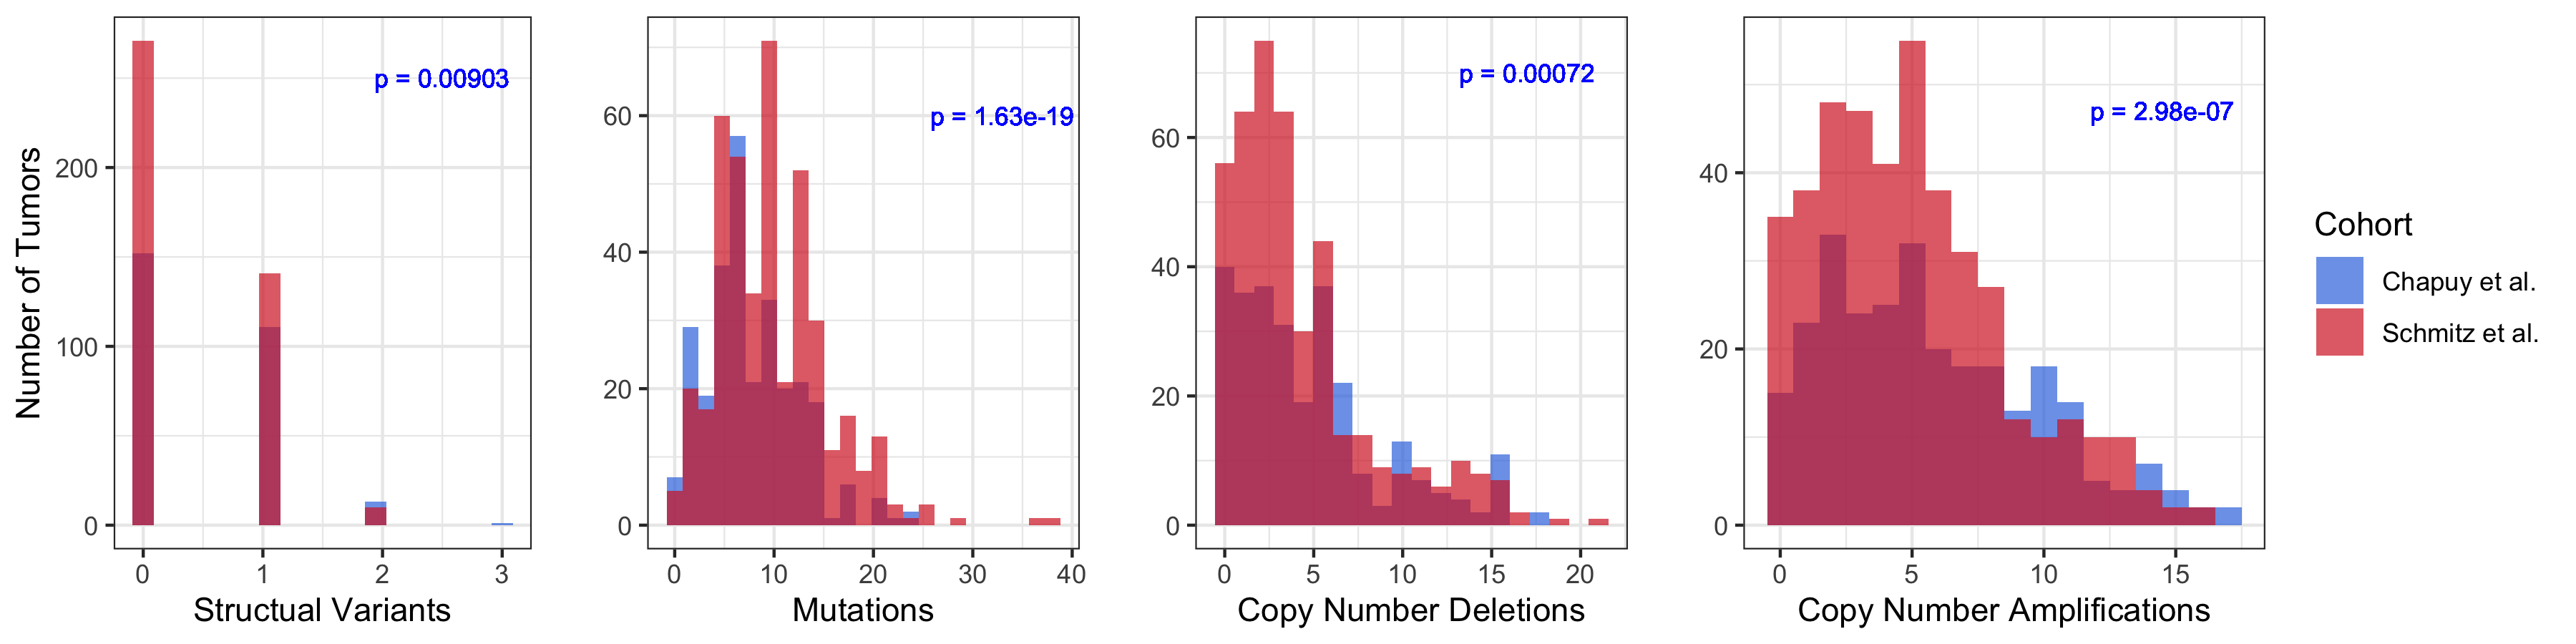 Number of Tumors
0
100
200
p = 0.00903
0 1 2 3
Structual Variants
0
20
40
60
p = 1.63e-19
0 10 20 30 40
Mutations
0
20
40
60
p = 0.00072
0 5 10 15 20
Copy Number Deletions
0
20
40
p = 2.98e-07
0 5 10 15
Copy Number Amplifications
Cohort
Chapuy et al.
Schmitz et al.